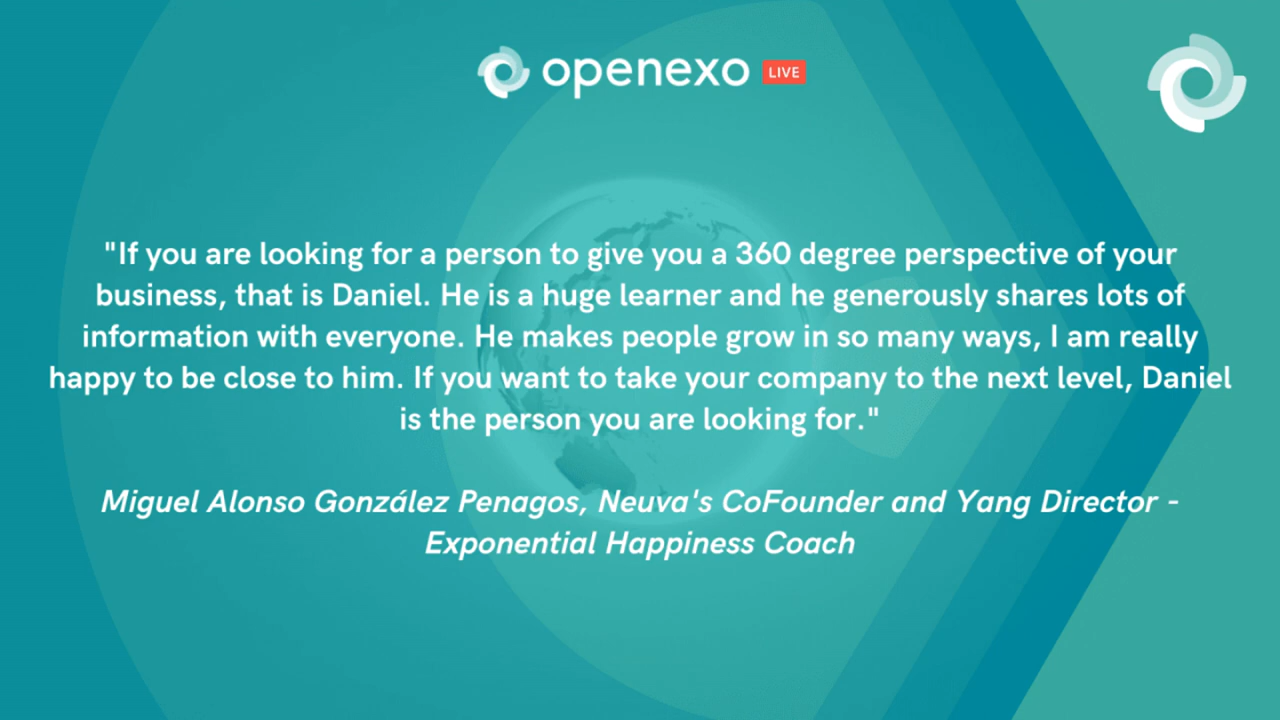 openexo LIVE
"If you are looking for a person to give you a 360 degree perspective of your
business, that is Daniel. He is a huge learner and he generously shares lots of
information with everyone. He makes people grow in so many ways, I am really
happy to be close to him. If you want to take your company to the next level, Daniel
is the person you are looking for."
Miguel Alonso González Penagos, Neuva's CoFounder and Yang Director -
Exponential Happiness Coach